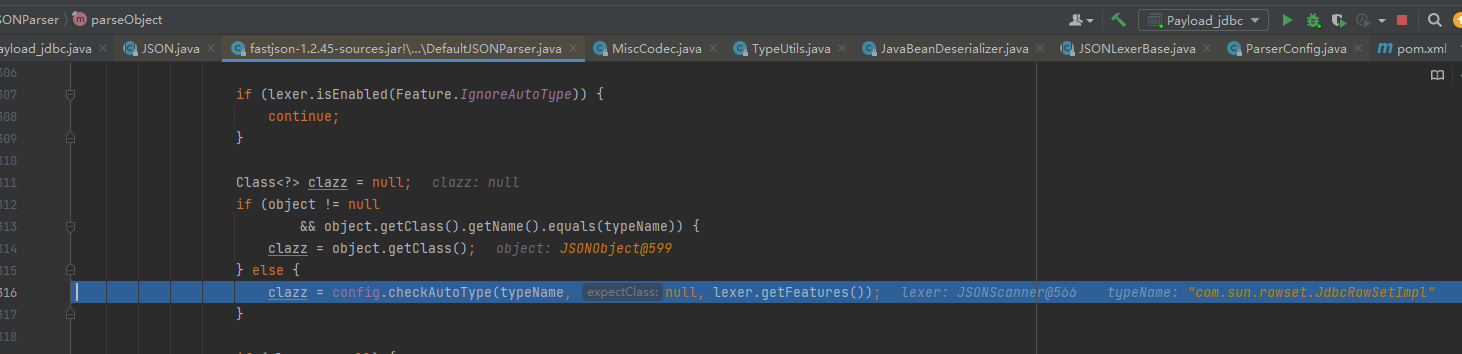 SONParser 〉 m parseObject Payload_jdbc
ayload_jdbc.java × JSON.java × fastjson-1.2.45-sources.jar!\...\DefaultJSONParser.java × MiscCodec.java × TypeUtils.java × JavaBeanDeserializer.java × JSONLexerBase.java × ParserConfig.java × m pom.xml
306
307 if (lexer.isEnabled(Feature.IgnoreAutoType)) {
308 continue;
309 }
310
311 Class<?> clazz = null; clazz: null
312 if (object != null
313 && object.getClass().getName().equals(typeName)) {
314 clazz = object.getClass(); object: JSONObject@599
315 } else {
316 clazz = config.checkAutoType(typeName, expectClass: null, lexer.getFeatures()); lexer: JSONScanner@566 typeName: "com.sun.rowset.JdbcRowSetImpl"
317 }
318